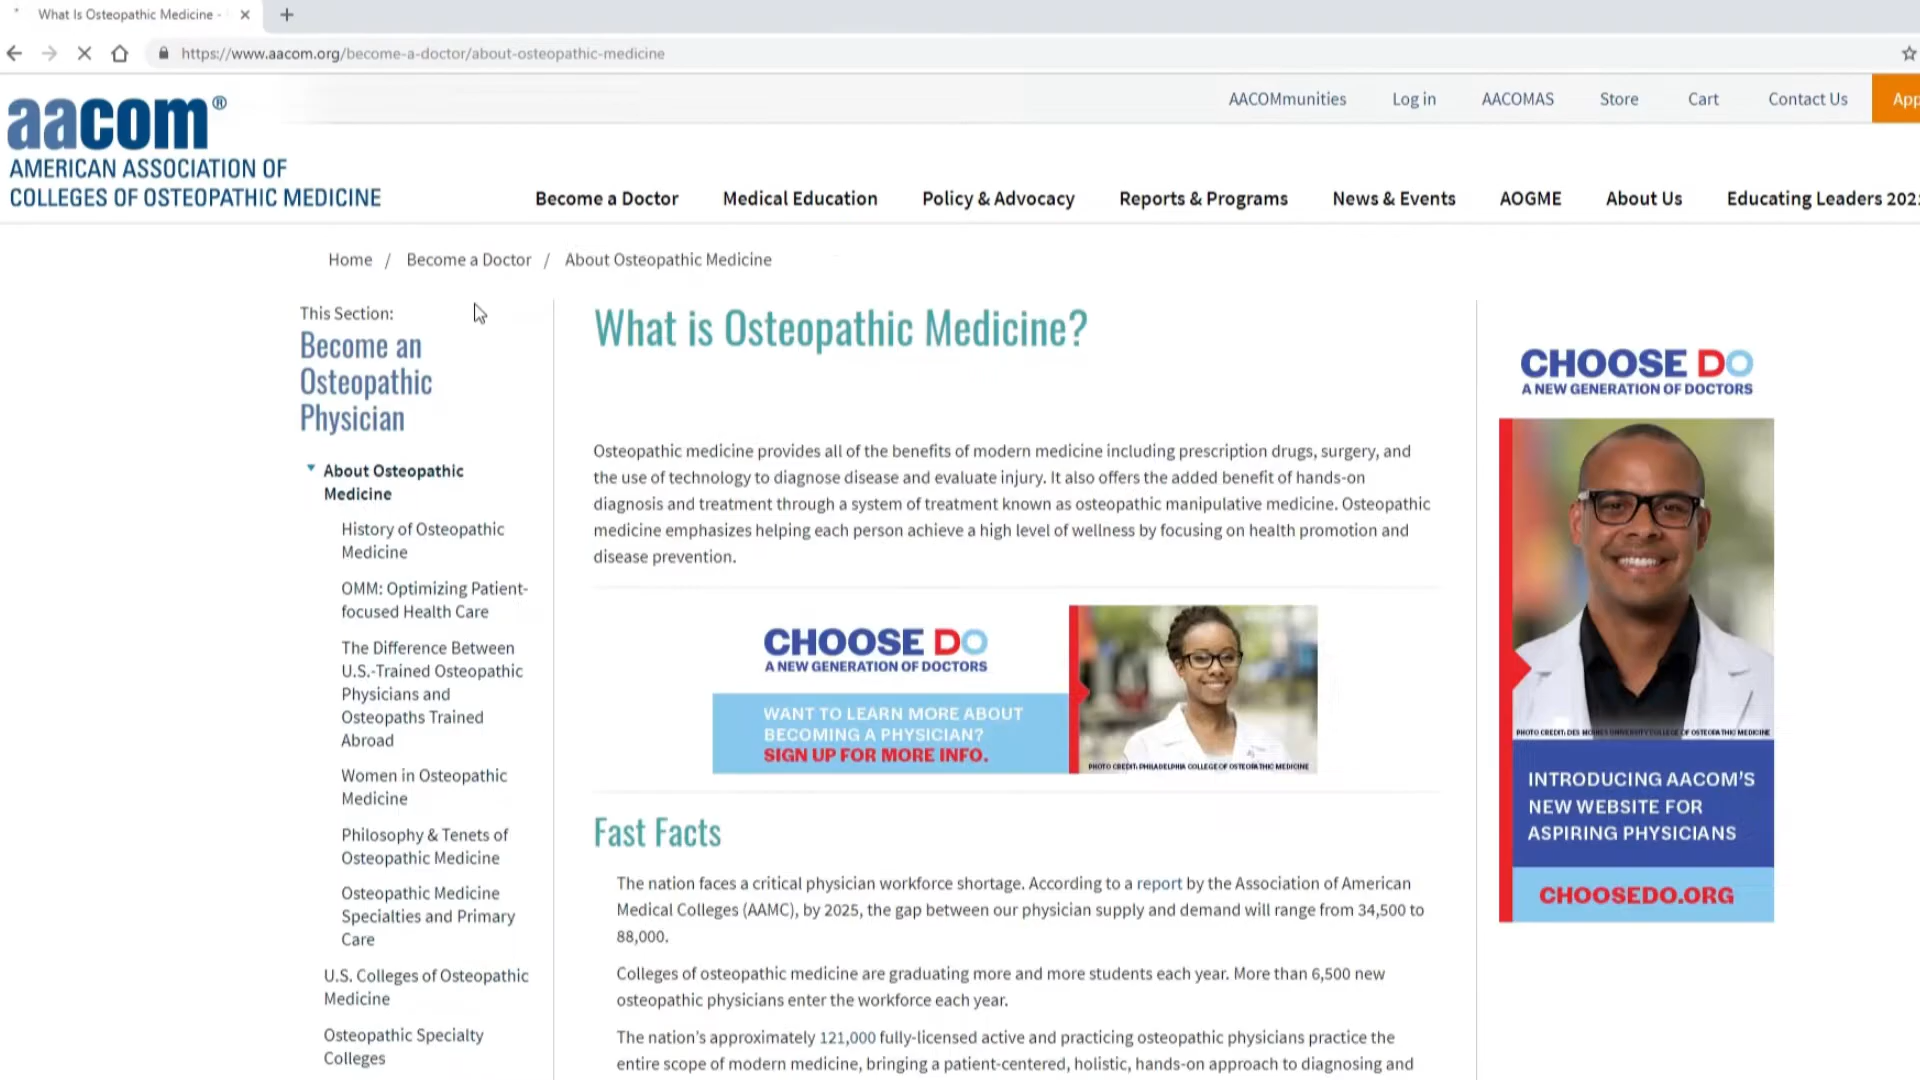 What Is Osteopathic Medicine -
https://www.aacom.org/become-a-doctor/about-osteopathic-medicine
AACOMmunities
Log in
AACOMAS
Store
Cart
Contact Us
App
aacom®
AMERICAN ASSOCIATION OF
COLLEGES OF OSTEOPATHIC MEDICINE
Become a Doctor
Medical Education
Policy & Advocacy
Reports & Programs
News & Events
AOGME
About Us
Educating Leaders 202
Home / Become a Doctor / About Osteopathic Medicine
This Section:
Become an
Osteopathic
Physician
About Osteopathic
Medicine
History of Osteopathic
Medicine
OMM: Optimizing Patient-
focused Health Care
The Difference Between
U.S.-Trained Osteopathic
Physicians and
Osteopaths Trained
Abroad
Women in Osteopathic
Medicine
Philosophy & Tenets of
Osteopathic Medicine
Osteopathic Medicine
Specialties and Primary
Care
U.S. Colleges of Osteopathic
Medicine
Osteopathic Specialty
Colleges
What is Osteopathic Medicine?
Osteopathic medicine provides all of the benefits of modern medicine including prescription drugs, surgery, and
the use of technology to diagnose disease and evaluate injury. It also offers the added benefit of hands-on
diagnosis and treatment through a system of treatment known as osteopathic manipulative medicine. Osteopathic
medicine emphasizes helping each person achieve a high level of wellness by focusing on health promotion and
disease prevention.
CHOOSE DO
A NEW GENERATION OF DOCTORS
WANT TO LEARN MORE ABOUT
BECOMING A PHYSICIAN?
SIGN UP FOR MORE INFO.
PHOTO CREDIT: PHILADELPHIA COLLEGE OF OSTEOPATHIC MEDICINE
Fast Facts
The nation faces a critical physician workforce shortage. According to a report by the Association of American
Medical Colleges (AAMC), by 2025, the gap between our physician supply and demand will range from 34,500 to
88,000.
Colleges of osteopathic medicine are graduating more and more students each year. More than 6,500 new
osteopathic physicians enter the workforce each year.
The nation's approximately 121,000 fully-licensed active and practicing osteopathic physicians practice the
entire scope of modern medicine, bringing a patient-centered, holistic, hands-on approach to diagnosing and
CHOOSE DO
A NEW GENERATION OF DOCTORS
PHOTO CREDIT: DES MOINES UNIVERSITY COLLEGE OF OSTEOPATHIC MEDICINE
INTRODUCING AACOM'S
NEW WEBSITE FOR
ASPIRING PHYSICIANS
CHOOSEDO.ORG